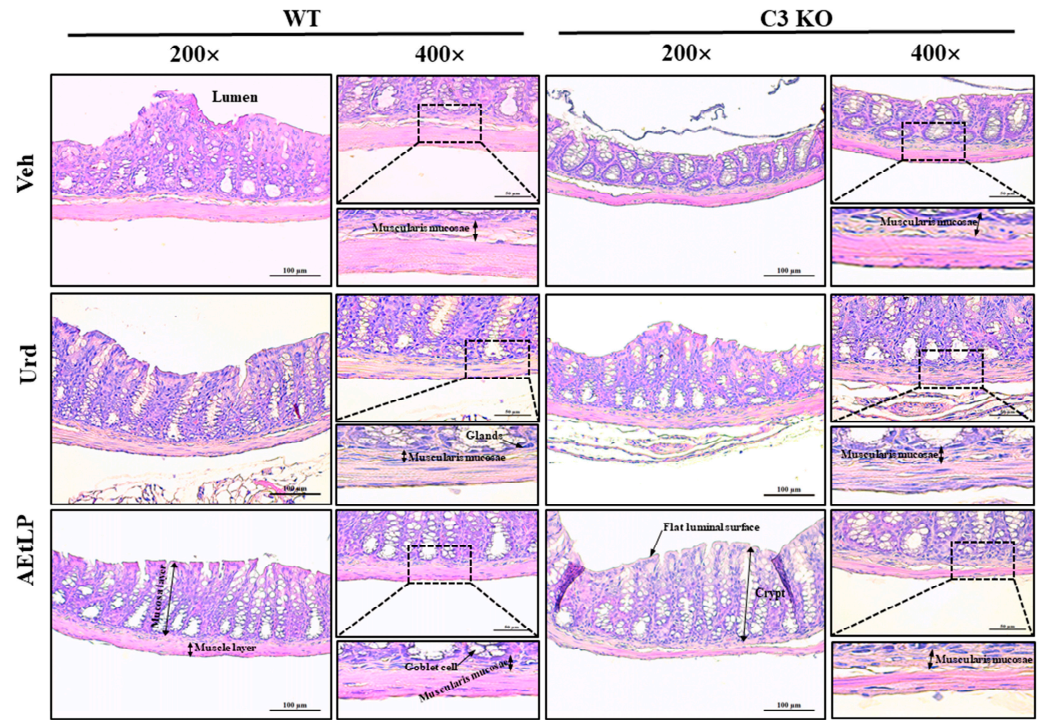 WT
C3 KO
200×
400×
200×
400×
Veh
Lumen
100 µm
Muscularis mucosae
100 µm
Muscularis mucosae
Urd
100 µm
Glands
Muscularis mucosae
100 µm
Muscularis mucosae
AEtLP
Mucosa layer
Muscle layer
100 µm
Goblet cell
Muscularis mucosae
Flat luminal surface
Crypt
100 µm
Muscularis mucosae